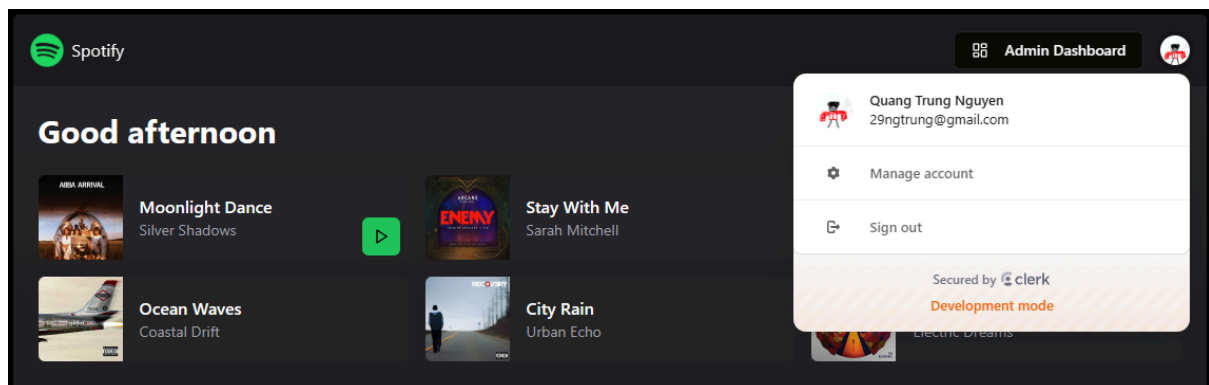 Spotify
Admin Dashboard
Quang Trung Nguyen
29ngtrung@gmail.com
Manage account
Sign out
Secured by clerk
Development mode
Good afternoon
ABBA ARRIVAL
Moonlight Dance
Silver Shadows
ARCANE
ENEMY
Stay With Me
Sarah Mitchell
Ocean Waves
Coastal Drift
RECOVERY
City Rain
Urban Echo
Electric Dreams